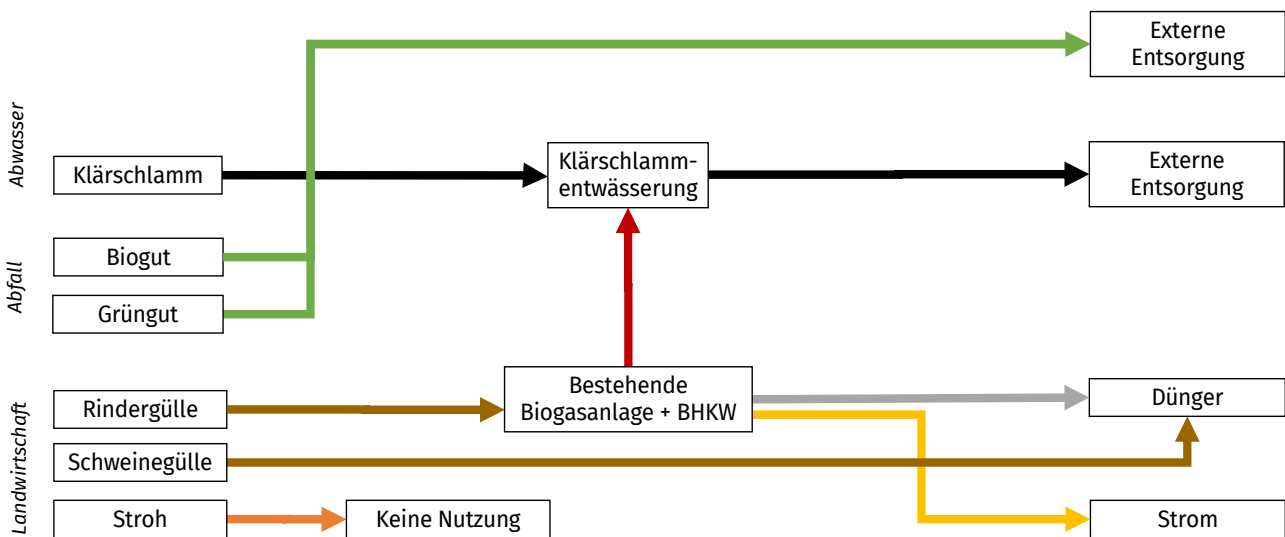 Externe
Entsorgung
Abwasser
Klärschlamm
Klärschlamm-
entwässerung
Externe
Entsorgung
Abfall
Biogut
Grüngut
Landwirtschaft
Rindergülle
Bestehende
Biogasanlage + BHKW
Dünger
Schweinegülle
Stroh
Keine Nutzung
Strom